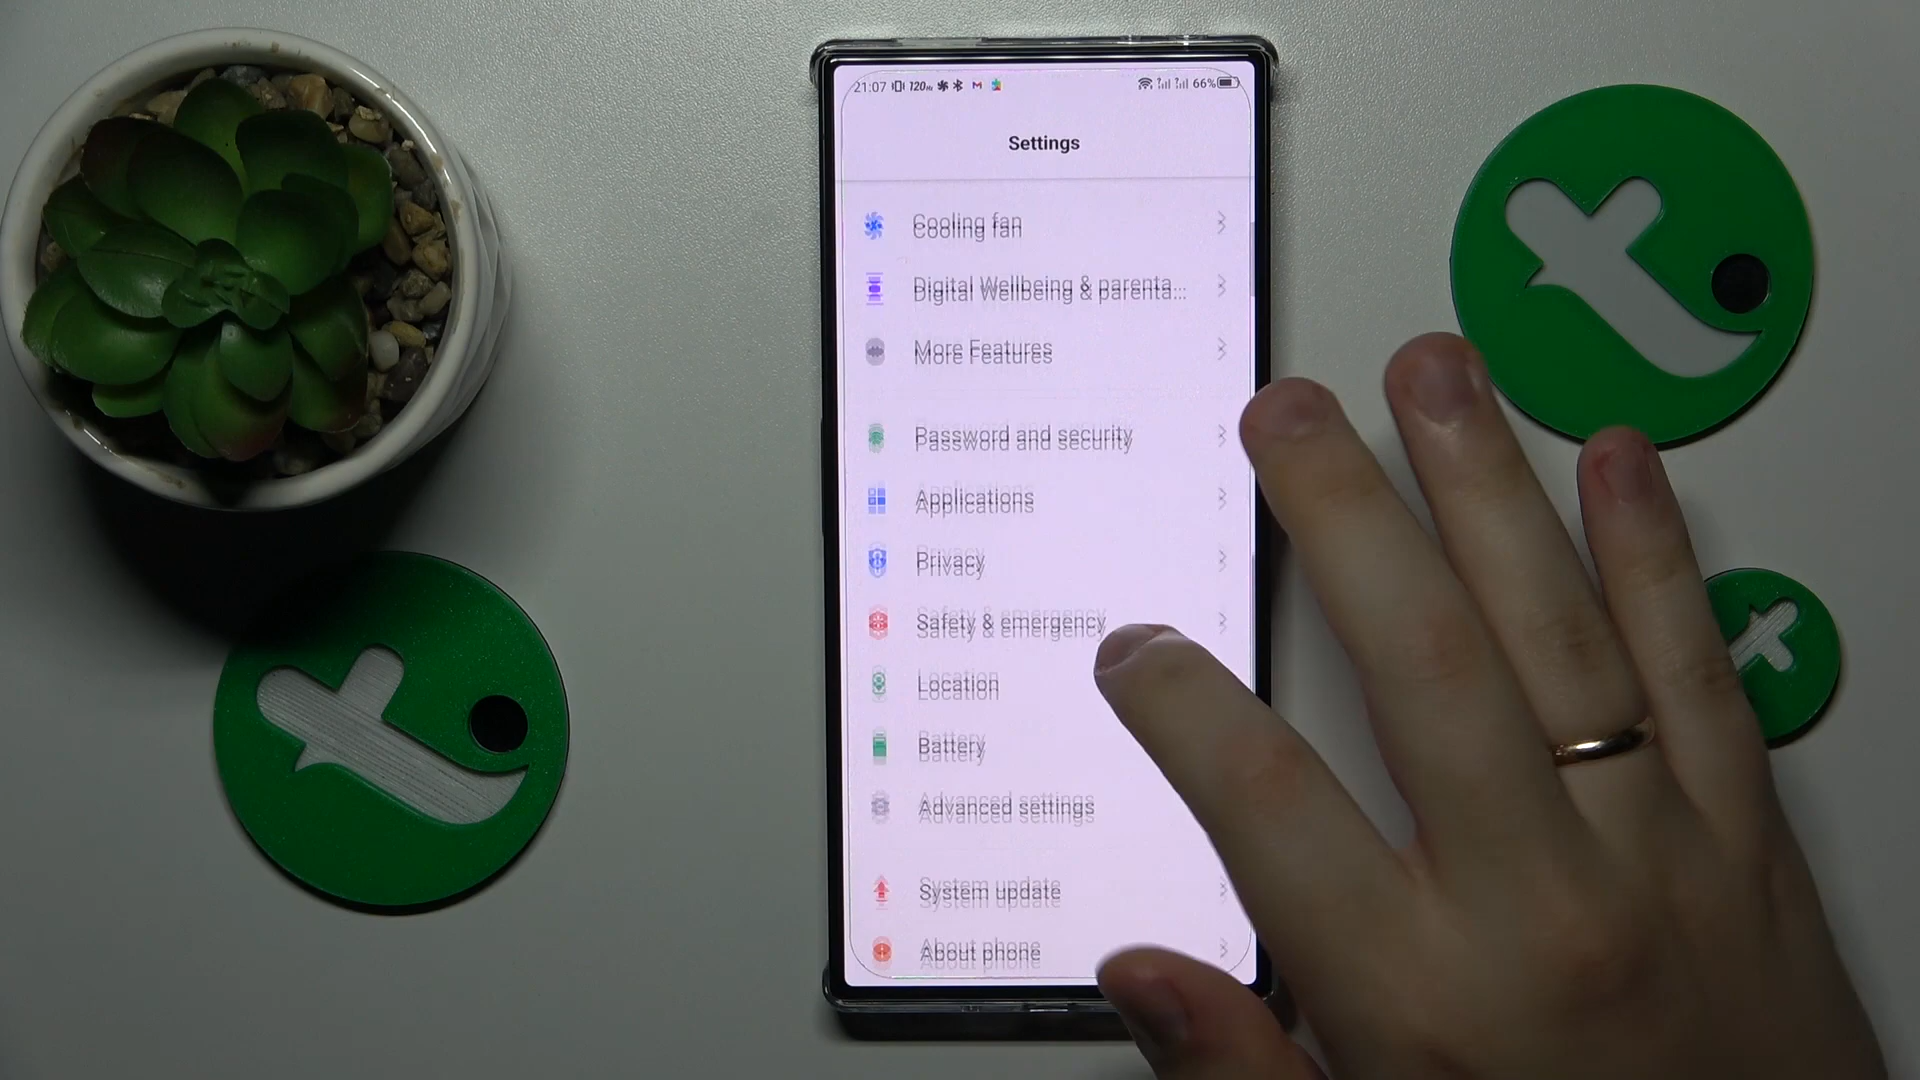 21:07 120Hz 66%
Settings
Cooling fan
Digital Wellbeing & parenta...
More Features
Password and security
Applications
Privacy
Safety & emergency
Location
Battery
Advanced settings
System update
About phone